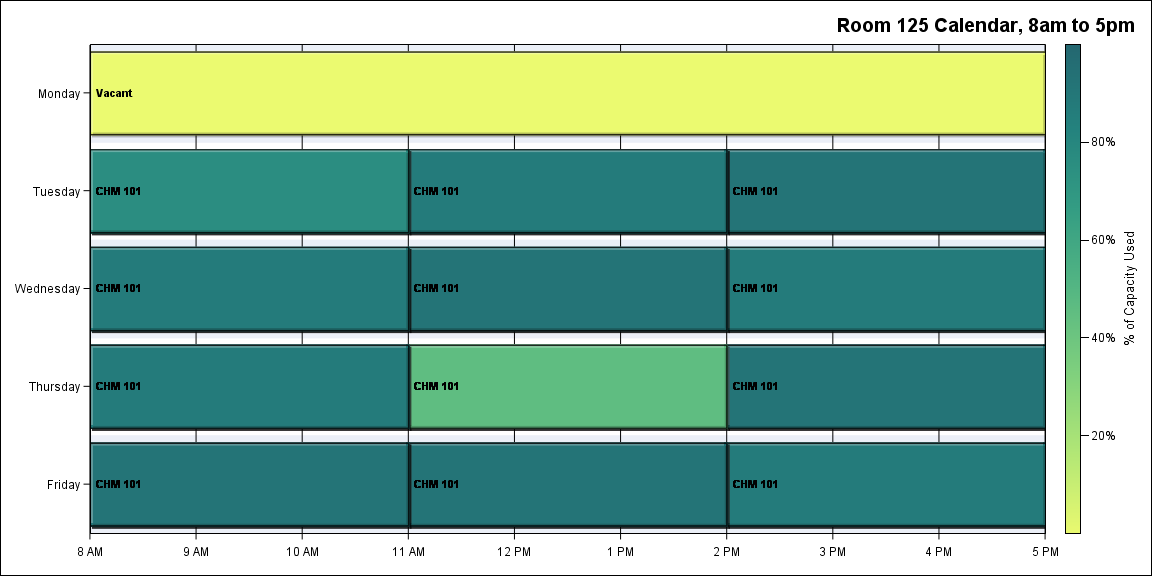 Room 125 Calendar, 8am to 5pm
Monday
Vacant
80%
Tuesday
CHM 101
CHM 101
CHM 101
60%
Wednesday
CHM 101
CHM 101
CHM 101
% of Capacity Used
40%
Thursday
CHM 101
CHM 101
CHM 101
20%
Friday
CHM 101
CHM 101
CHM 101
8 AM
9 AM
10 AM
11 AM
12 PM
1 PM
2 PM
3 PM
4 PM
5 PM